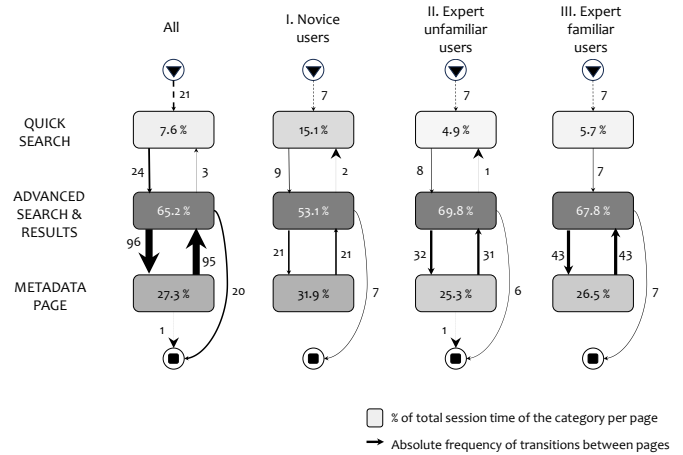 All
I. Novice
users
II. Expert
unfamiliar
users
III. Expert
familiar
users
21
7
7
7
QUICK
SEARCH
7.6 %
15.1 %
4.9 %
5.7 %
24
3
9
2
8
1
7
ADVANCED
SEARCH &
RESULTS
65.2 %
53.1 %
69.8 %
67.8 %
96
95
21
21
32
31
43
43
METADATA
PAGE
27.3 %
31.9 %
25.3 %
26.5 %
20
7
6
7
1
1
% of total session time of the category per page
Absolute frequency of transitions between pages